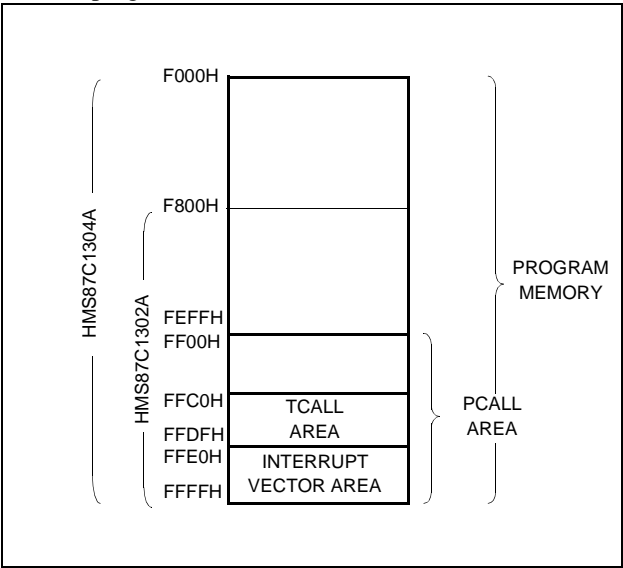 F000H
F800H
FEFFH
FF00H
FFC0H
FFDFH
FFE0H
FFFFH
HMS87C1304A
HMS87C1302A
TCALL
AREA
INTERRUPT
VECTOR AREA
PROGRAM
MEMORY
PCALL
AREA